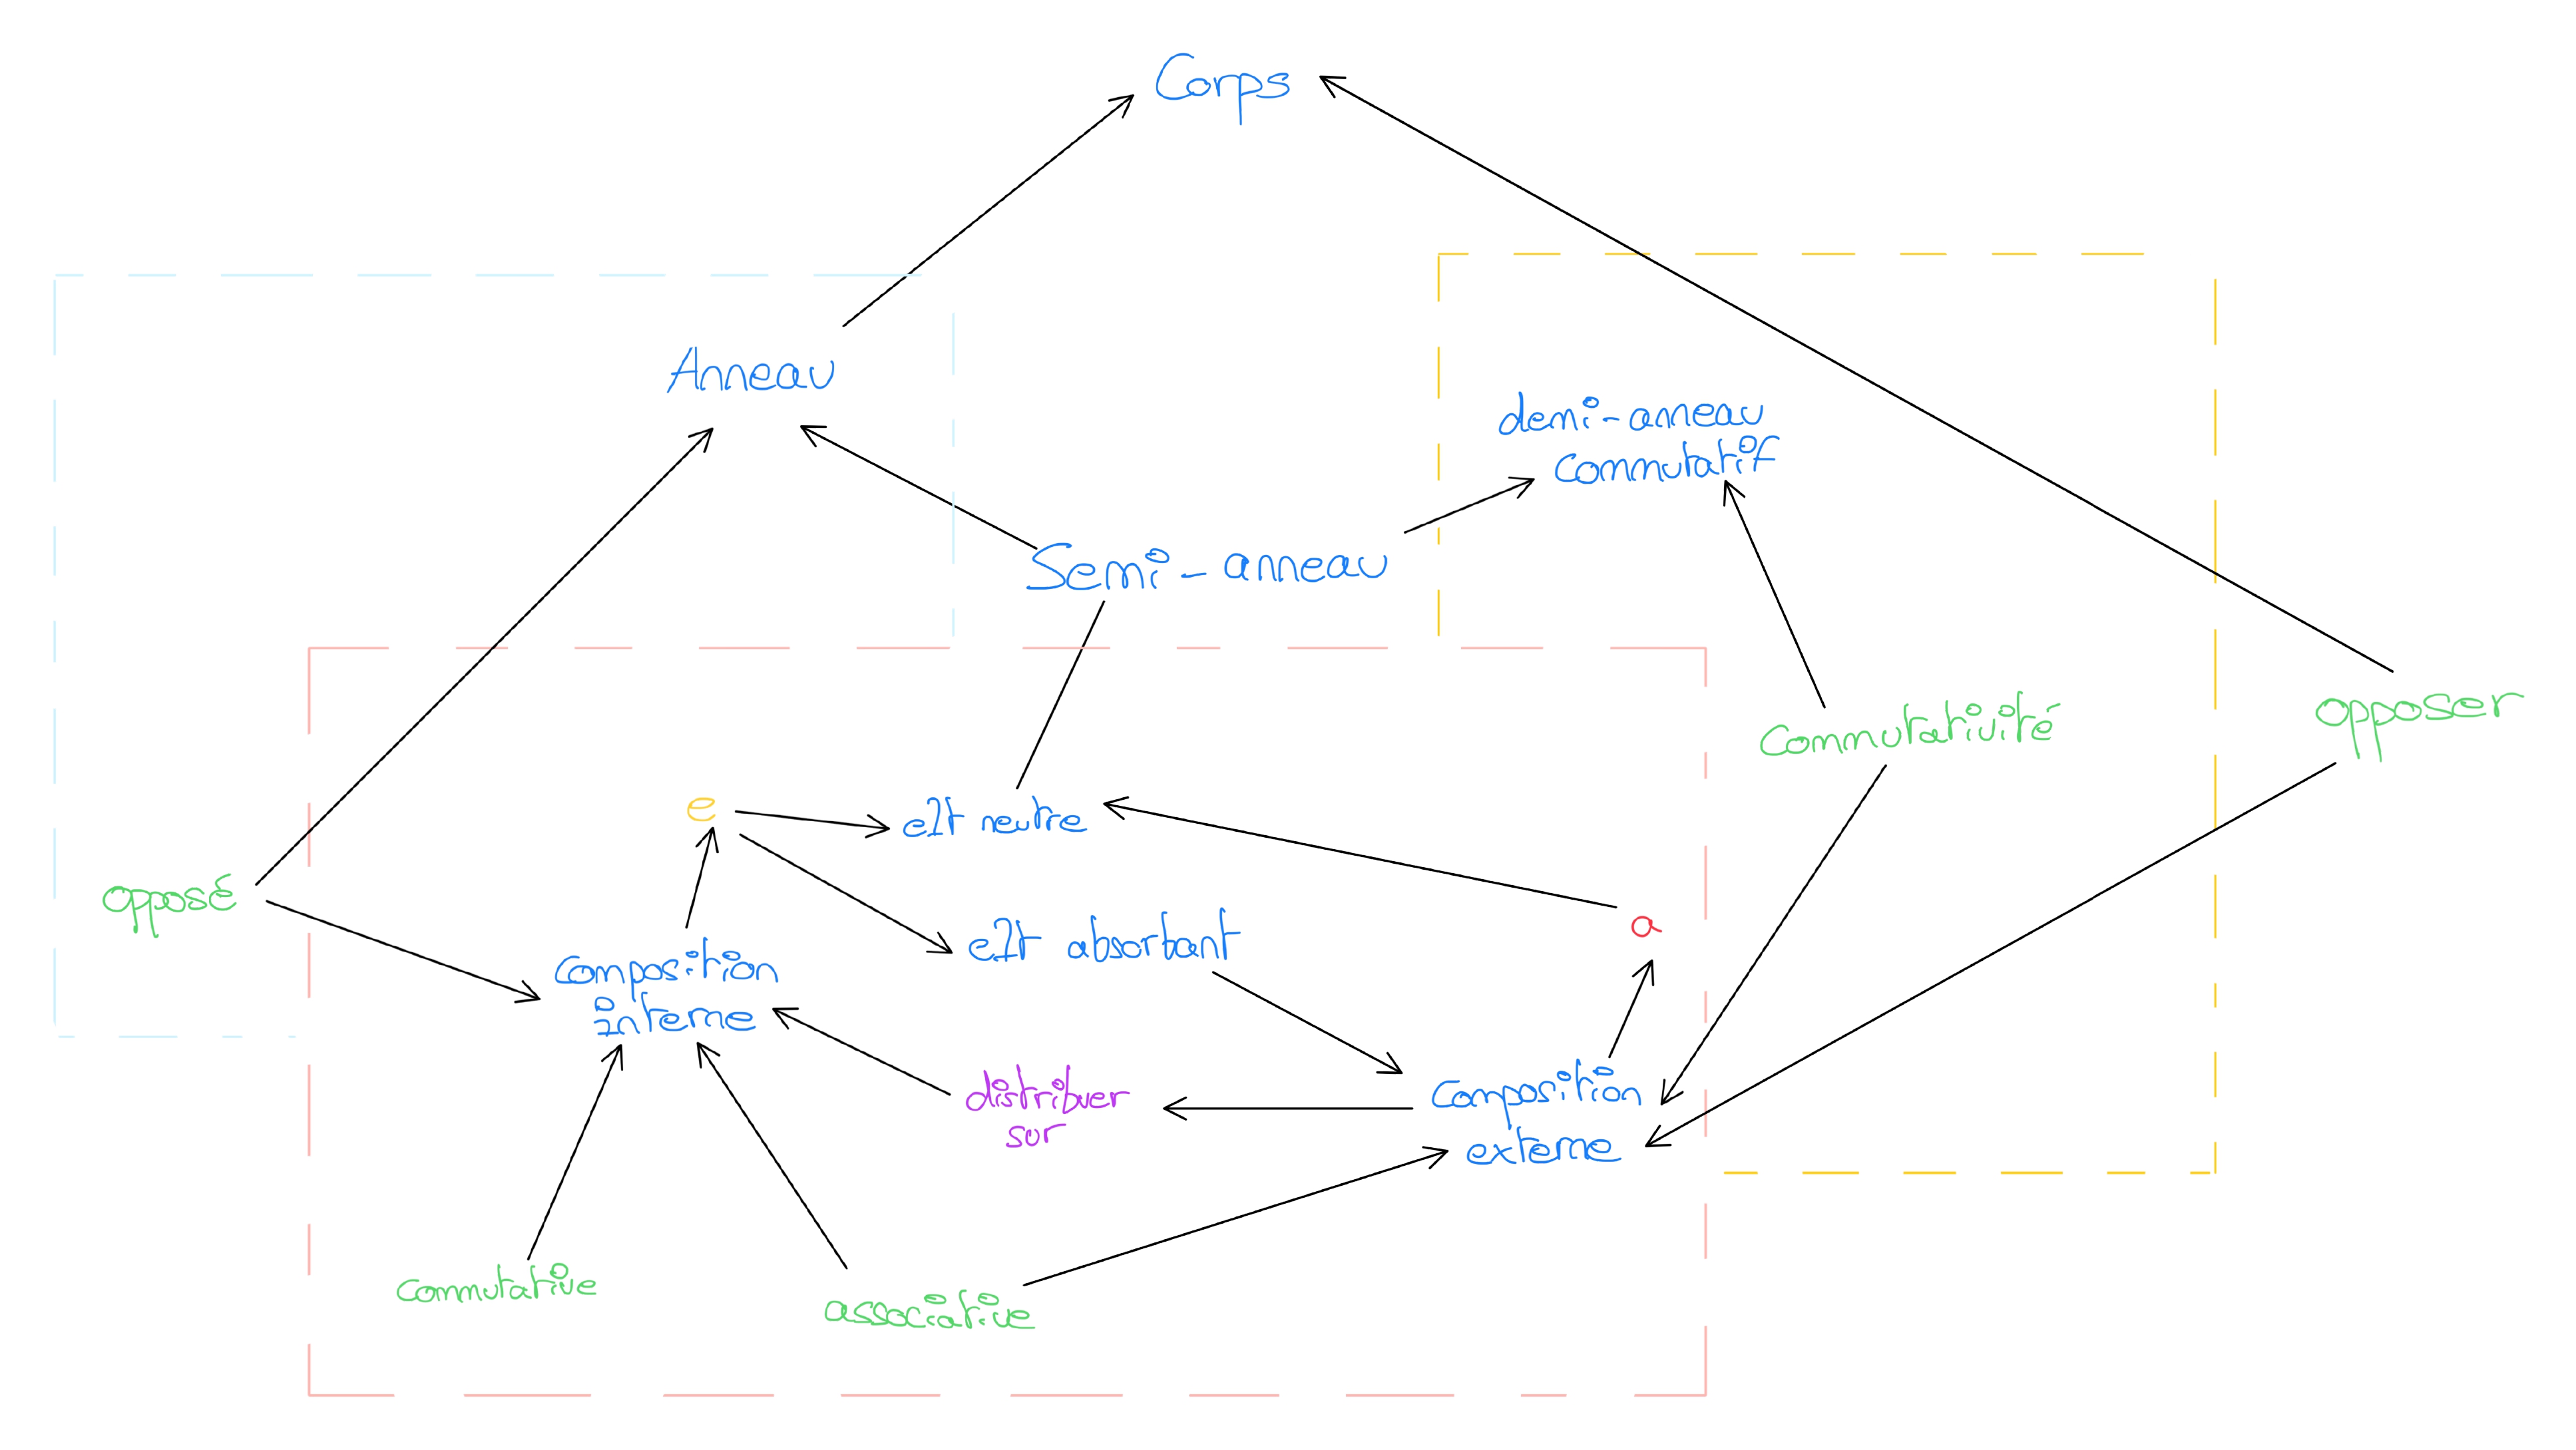 Corps
Anneau
demi-anneau
commutatif
Semi-anneau
opposer
Commutativité
e
elt neutre
opposé
a
elt absorbant
Composition
interne
distribuer
sur
Composition
externe
Commutative
associative